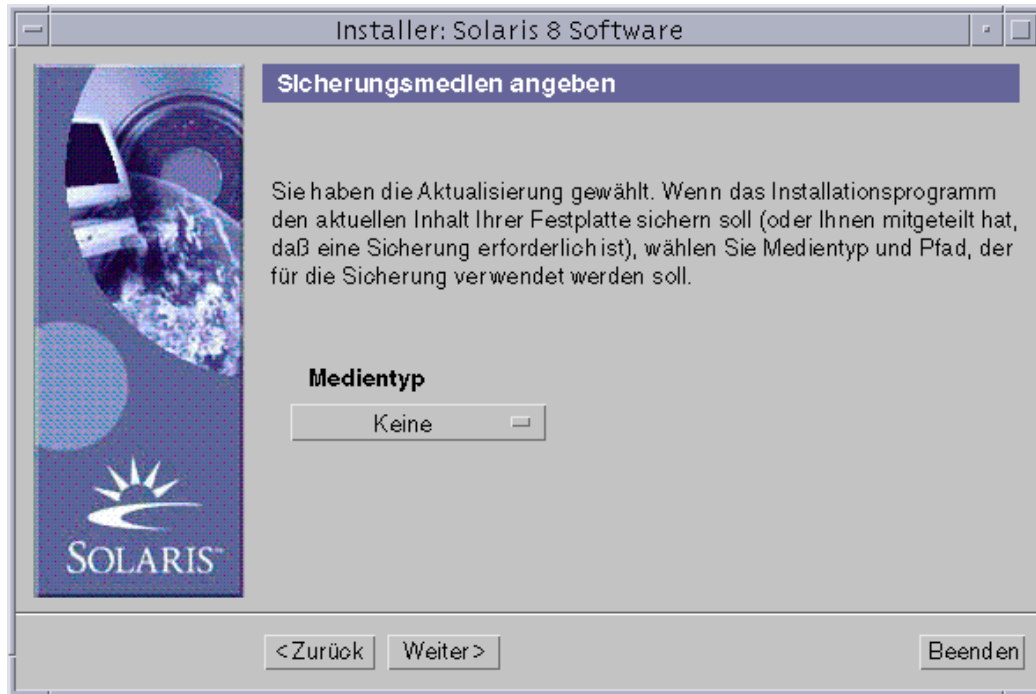 Installer: Solaris 8 Software
Sicherungsmedien angeben
Sie haben die Aktualisierung gewählt. Wenn das Installationsprogramm
den aktuellen Inhalt Ihrer Festplatte sichern soll (oder Ihnen mitgeteilt hat,
daß eine Sicherung erforderlich ist), wählen Sie Medientyp und Pfad, der
für die Sicherung verwendet werden soll.
Medientyp
Keine
SOLARIS™
<Zurück
Weiter>
Beenden